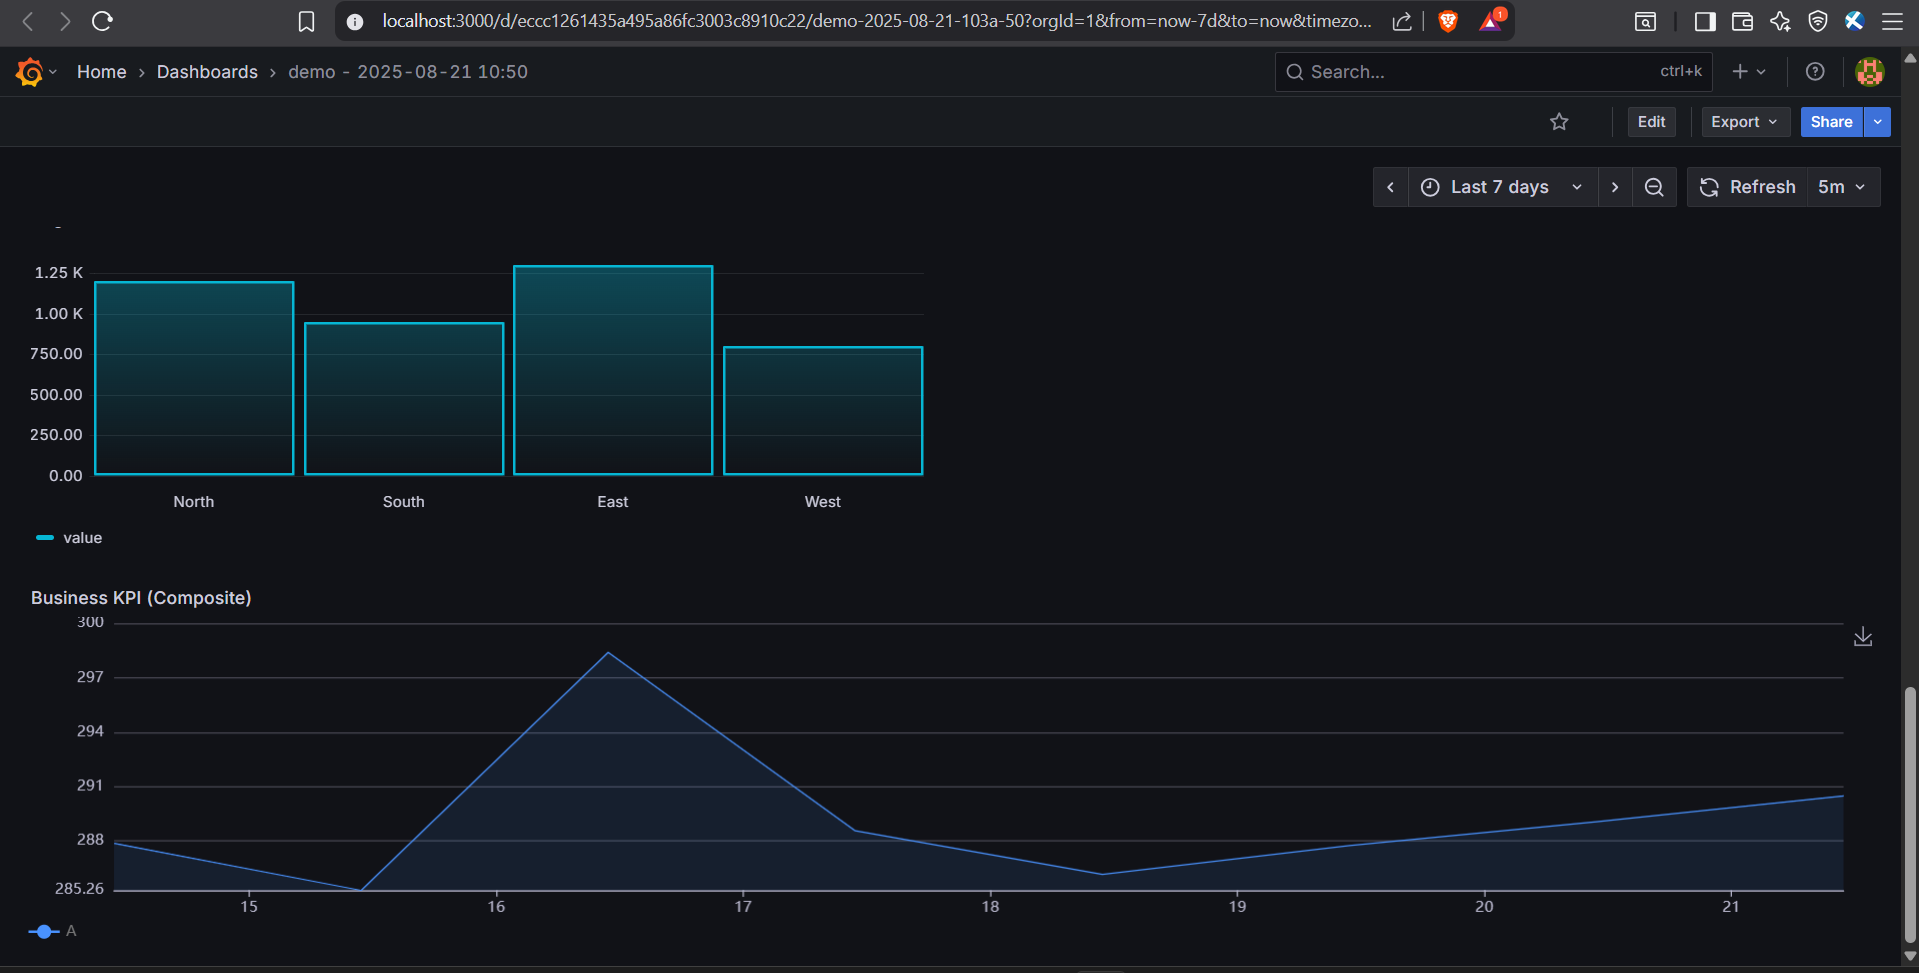 localhost:3000/d/eccc1261435a495a86fc3003c8910c22/demo-2025-08-21-103a-50?orgId=1&from=now-7d&to=now&timezo...
1
Home › Dashboards › demo - 2025-08-21 10:50
Search...
ctrl+k
Edit
Export
Share
Last 7 days
Refresh
5m
1.25 K
1.00 K
750.00
500.00
250.00
0.00
North South East West
value
Business KPI (Composite)
300
297
294
291
288
285.26
15 16 17 18 19 20 21
A